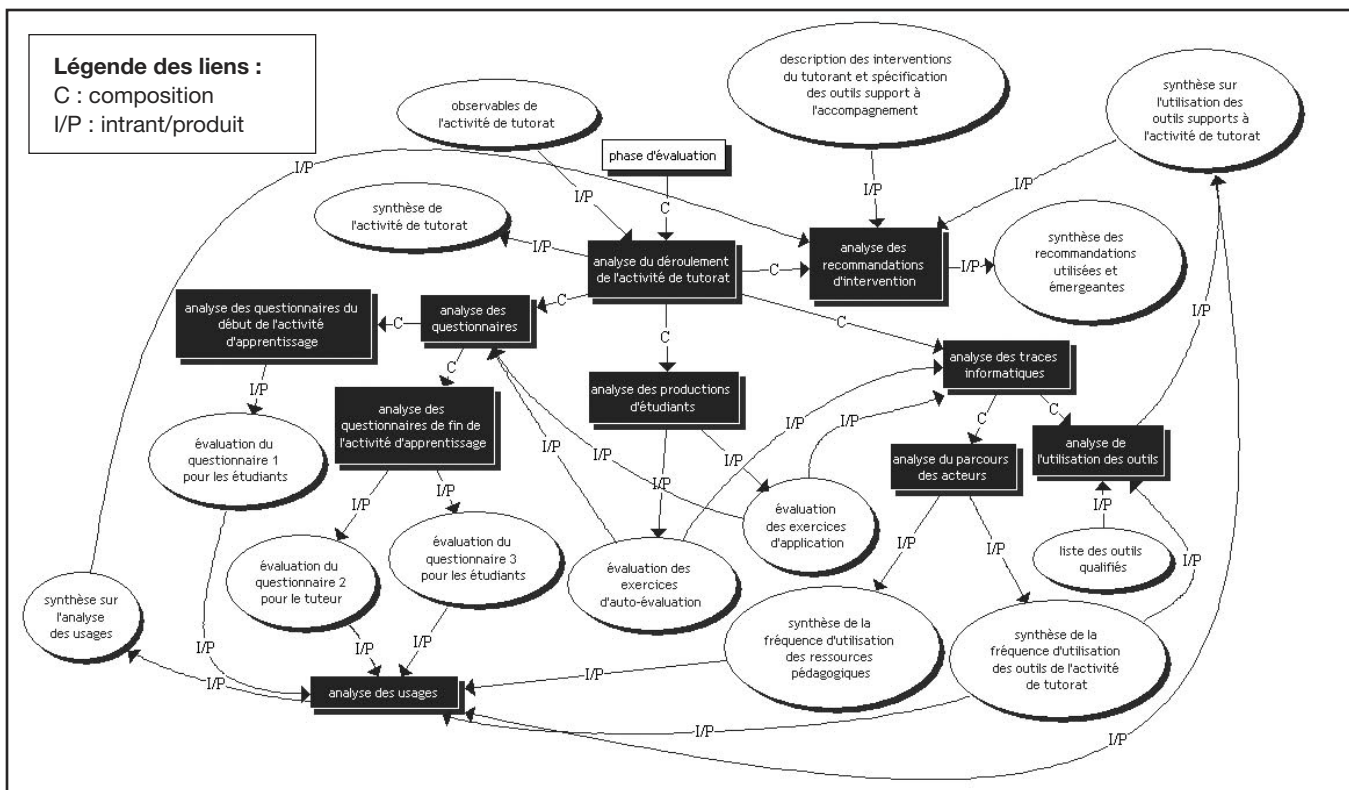 Légende des liens :
C : composition
I/P : intrant/produit
observables de
l'activité de tutorat
description des interventions
du tutorant et spécification
des outils support à
l'accompagnement
synthèse sur
l'utilisation des
outils supports à
l'activité de tutorat
phase d'évaluation
I/P
I/P
I/P
I/P
C
synthèse de
l'activité de tutorat
I/P
analyse du déroulement
de l'activité de tutorat
C
analyse des
recommandations
d'intervention
I/P
synthèse des
recommandations
utilisées et
émergeantes
analyse des questionnaires du
début de l'activité
d'apprentissage
C
analyse des
questionnaires
C
C
C
I/P
analyse des traces
informatiques
C
I/P
analyse des
questionnaires de fin de
l'activité d'apprentissage
analyse des productions
d'étudiants
I/P
I/P
C
C
évaluation du
questionnaire 1
pour les étudiants
I/P
I/P
I/P
I/P
analyse du parcours
des acteurs
analyse de
l'utilisation des outils
I/P
I/P
évaluation du
questionnaire 2
pour le tuteur
évaluation du
questionnaire 3
pour les étudiants
évaluation des
exercices
d'auto-évaluation
évaluation
des exercices
d'application
I/P
I/P
I/P
liste des outils
qualifiés
I/P
synthèse sur
l'analyse
des usages
I/P
I/P
I/P
I/P
analyse des usages
I/P
synthèse de la
fréquence d'utilisation
des ressources
pédagogiques
synthèse de la
fréquence d'utilisation
des outils de l'activité
de tutorat
I/P
I/P